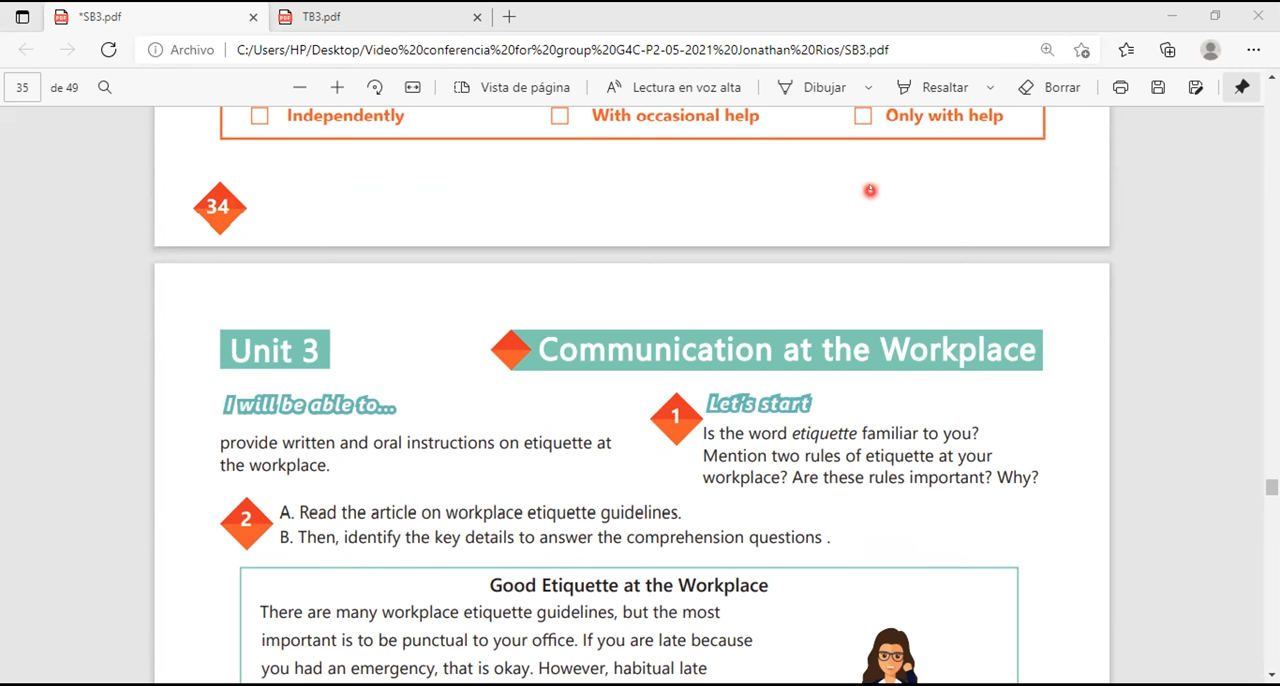 *SB3.pdf
TB3.pdf
Archivo
C:/Users/HP/Desktop/Video%20conferencia%20for%20group%20G4C-P2-05-2021%20Jonathan%20Rios/SB3.pdf
35 de 49
Vista de página
Lectura en voz alta
Dibujar
Resaltar
Borrar
Independently With occasional help Only with help
34
Unit 3 Communication at the Workplace
I will be able to...
provide written and oral instructions on etiquette at
the workplace.
1 Let's start
Is the word etiquette familiar to you?
Mention two rules of etiquette at your
workplace? Are these rules important? Why?
2 A. Read the article on workplace etiquette guidelines.
B. Then, identify the key details to answer the comprehension questions .
Good Etiquette at the Workplace
There are many workplace etiquette guidelines, but the most
important is to be punctual to your office. If you are late because
you had an emergency, that is okay. However, habitual late